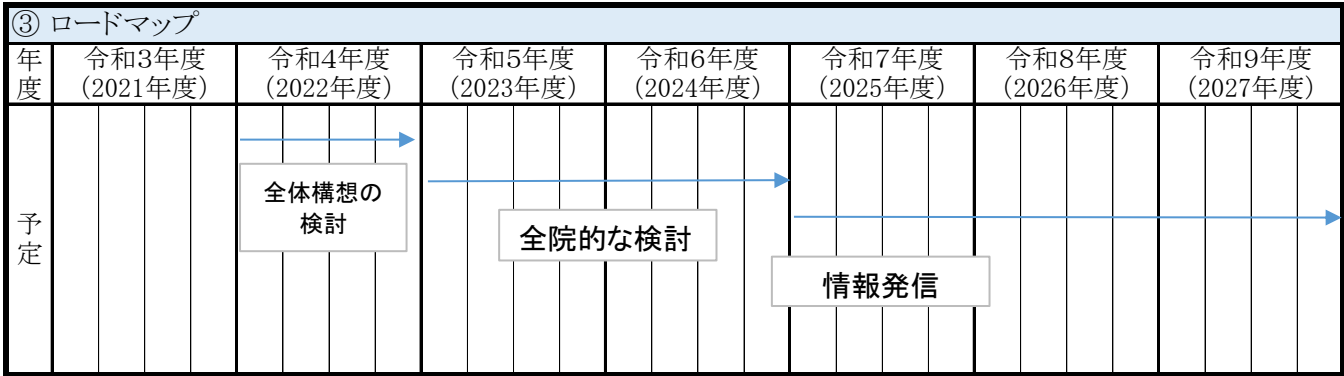 ③ ロードマップ
年度 令和3年度 令和4年度 令和5年度 令和6年度 令和7年度 令和8年度 令和9年度
(2021年度) (2022年度) (2023年度) (2024年度) (2025年度) (2026年度) (2027年度)
予定
全体構想の
検討
全院的な検討
情報発信